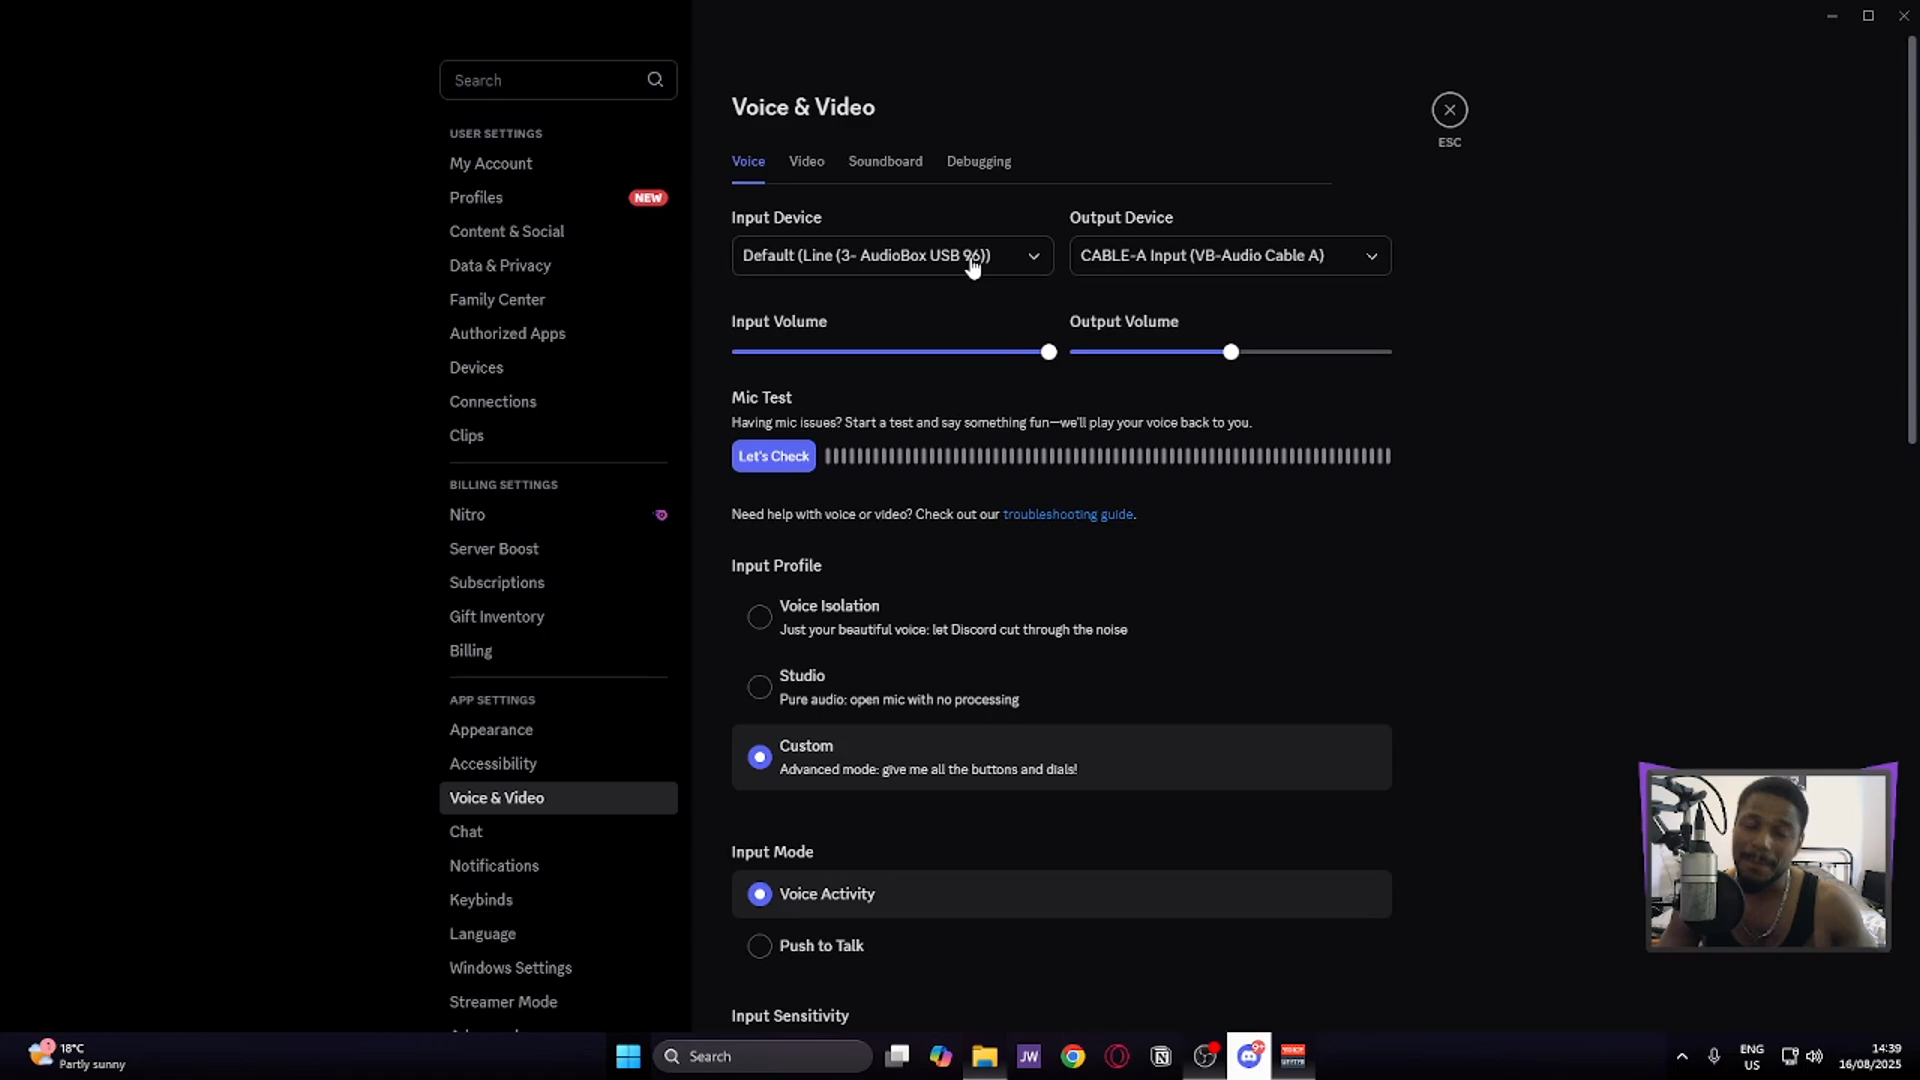 Search
USER SETTINGS
My Account
Profiles
NEW
Content & Social
Data & Privacy
Family Center
Authorized Apps
Devices
Connections
Clips
BILLING SETTINGS
Nitro
Server Boost
Subscriptions
Gift Inventory
Billing
APP SETTINGS
Appearance
Accessibility
Voice & Video
Chat
Notifications
Keybinds
Language
Windows Settings
Streamer Mode
Voice & Video
ESC
Voice Video Soundboard Debugging
Input Device
Default (Line (3- AudioBox USB 96))
Output Device
CABLE-A Input (VB-Audio Cable A)
Input Volume
Output Volume
Mic Test
Having mic issues? Start a test and say something fun—we'll play your voice back to you.
Let's Check
Need help with voice or video? Check out our troubleshooting guide.
Input Profile
Voice Isolation
Just your beautiful voice: let Discord cut through the noise
Studio
Pure audio: open mic with no processing
Custom
Advanced mode: give me all the buttons and dials!
Input Mode
Voice Activity
Push to Talk
Input Sensitivity
18°C
Partly sunny
Search
JW
9+
ENG
US
14:39
16/08/2025